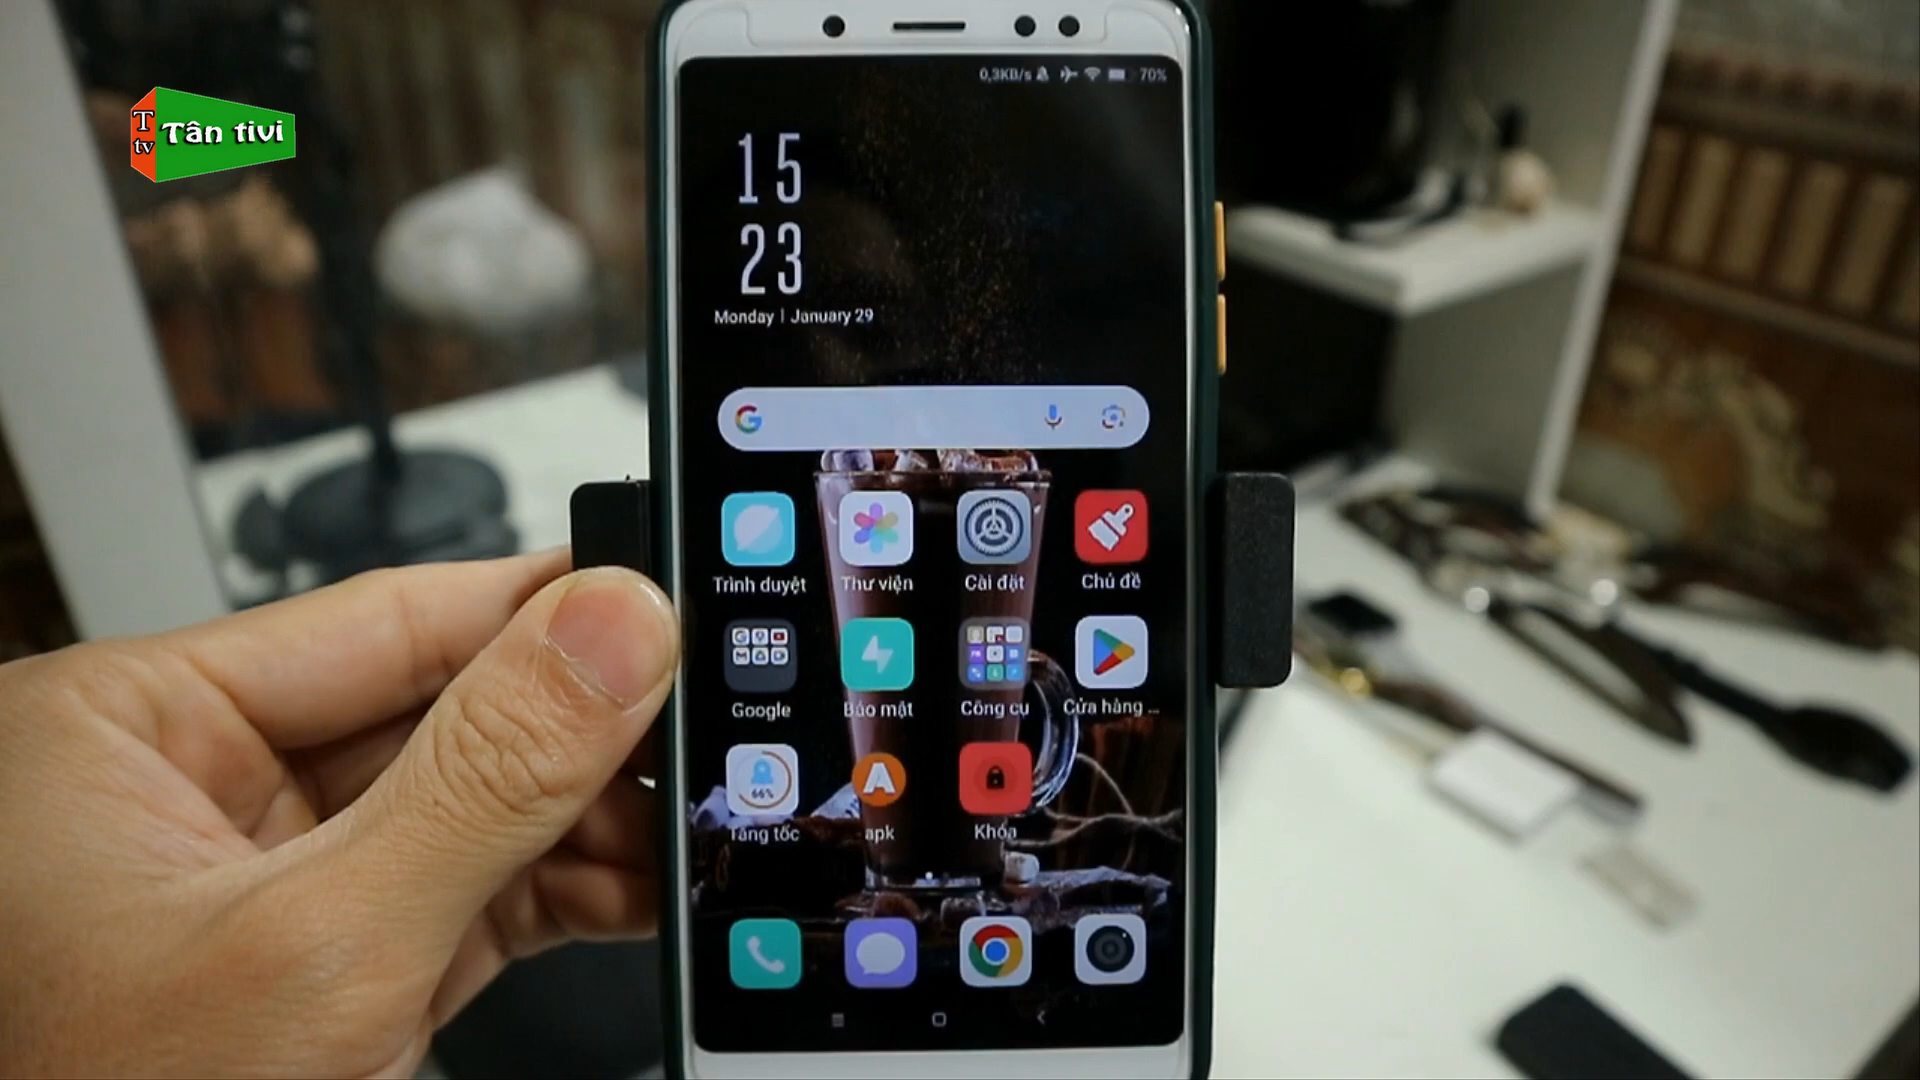 T
tv
Tân tivi
0,3KB/s 70%
15
23
Monday | January 29
Trình duyệt
Thư viện
Cài đặt
Chủ đề
Google
Bảo mật
Công cụ
Cửa hàng ...
66%
Tăng tốc
apk
Khóa